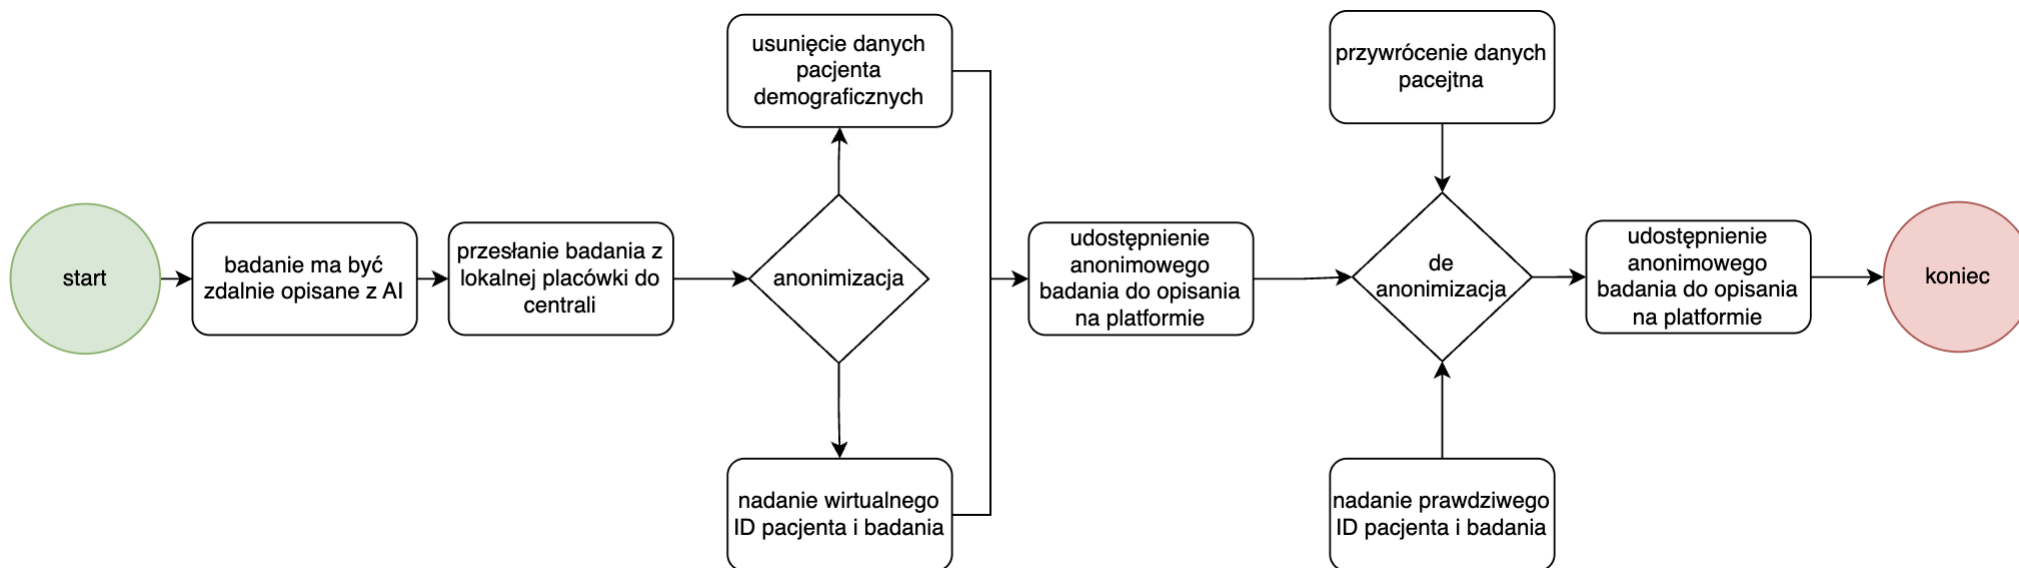 start
badanie ma być
zdalnie opisane z AI
przesłanie badania z
lokalnej placówki do
centrali
anonimizacja
usunięcie danych
pacjenta
demograficznych
nadanie wirtualnego
ID pacjenta i badania
udostępnienie
anonimowego
badania do opisania
na platformie
de
anonimizacja
przywrócenie danych
pacejtna
nadanie prawdziwego
ID pacjenta i badania
udostępnienie
anonimowego
badania do opisania
na platformie
koniec